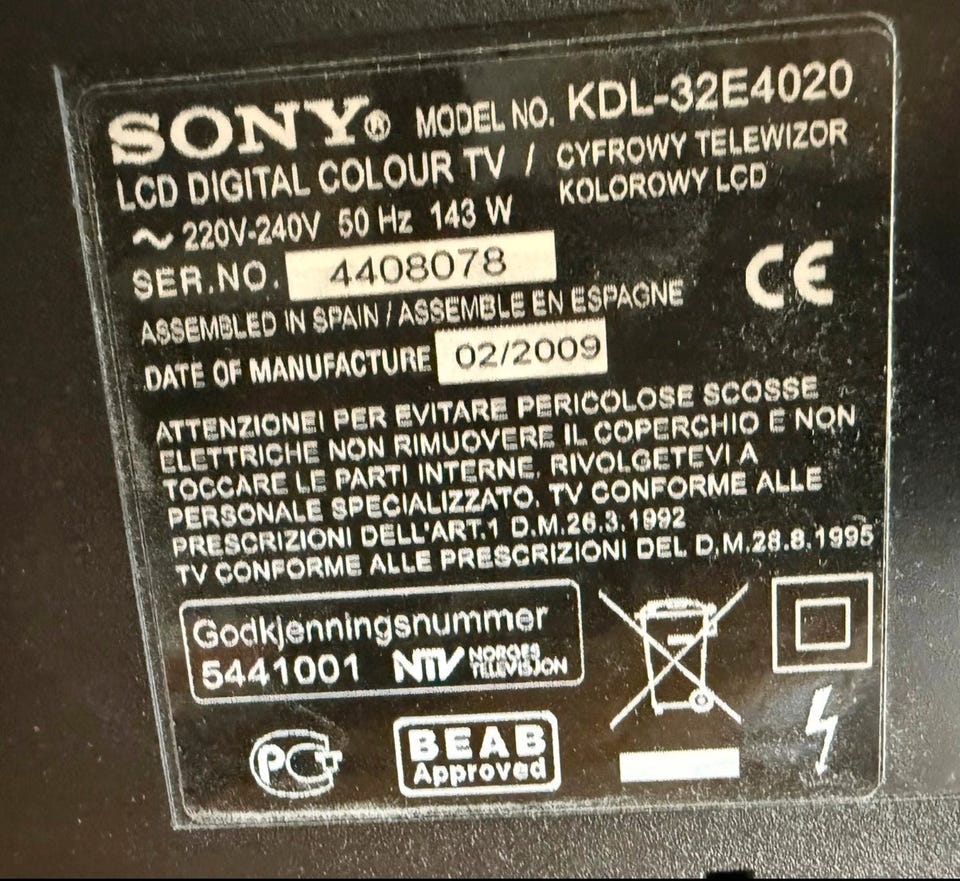 SONY® MODEL NO. KDL-32E4020
LCD DIGITAL COLOUR TV / CYFROWY TELEWIZOR
KOLOROWY LCD
~ 220V-240V 50 Hz 143 W
SER.NO. 4408078
CE
ASSEMBLED IN SPAIN / ASSEMBLE EN ESPAGNE
DATE OF MANUFACTURE 02/2009
ATTENZIONE! PER EVITARE PERICOLOSE SCOSSE
ELETTRICHE NON RIMUOVERE IL COPERCHIO E NON
TOCCARE LE PARTI INTERNE. RIVOLGETEVI A
PERSONALE SPECIALIZZATO. TV CONFORME ALLE
PRESCRIZIONI DELL'ART.1 D.M.26.3.1992
TV CONFORME ALLE PRESCRIZIONI DEL D.M.28.8.1995
Godkjenningsnummer
5441001 NTV NORGES
TELEVISJON
PCT
BEAB
Approved